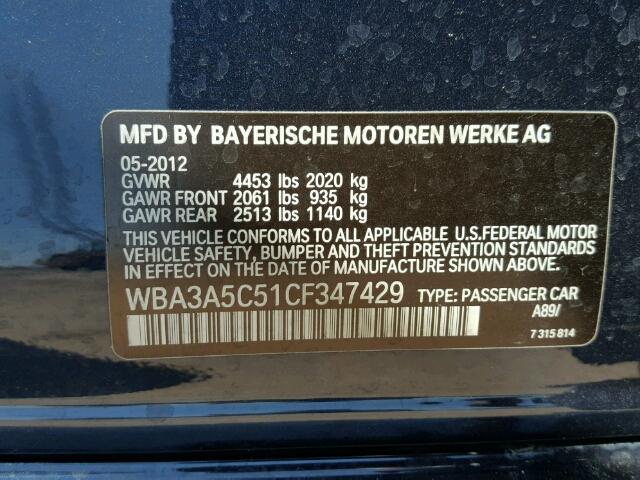 MFD BY BAYERISCHE MOTOREN WERKE AG
05-2012
GVWR 4453 lbs 2020 kg
GAWR FRONT 2061 lbs 935 kg
GAWR REAR 2513 lbs 1140 kg
THIS VEHICLE CONFORMS TO ALL APPLICABLE U.S.FEDERAL MOTOR
VEHICLE SAFETY, BUMPER AND THEFT PREVENTION STANDARDS
IN EFFECT ON THE DATE OF MANUFACTURE SHOWN ABOVE.
WBA3A5C51CF347429 TYPE: PASSENGER CAR
A89/
7 315 814